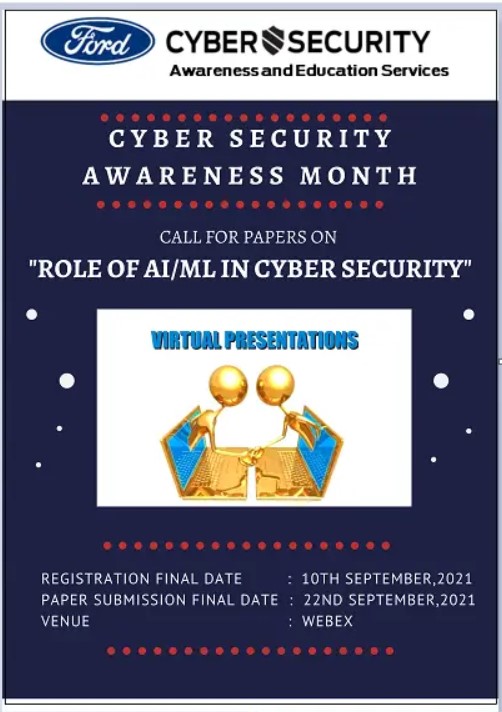 Ford CYBER SECURITY
Awareness and Education Services
CYBER SECURITY
AWARENESS MONTH
CALL FOR PAPERS ON
"ROLE OF AI/ML IN CYBER SECURITY"
VIRTUAL PRESENTATIONS
REGISTRATION FINAL DATE : 10TH SEPTEMBER,2021
PAPER SUBMISSION FINAL DATE : 22ND SEPTEMBER,2021
VENUE : WEBEX